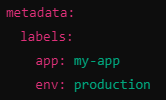 metadata:
  labels:
    app: my-app
    env: production